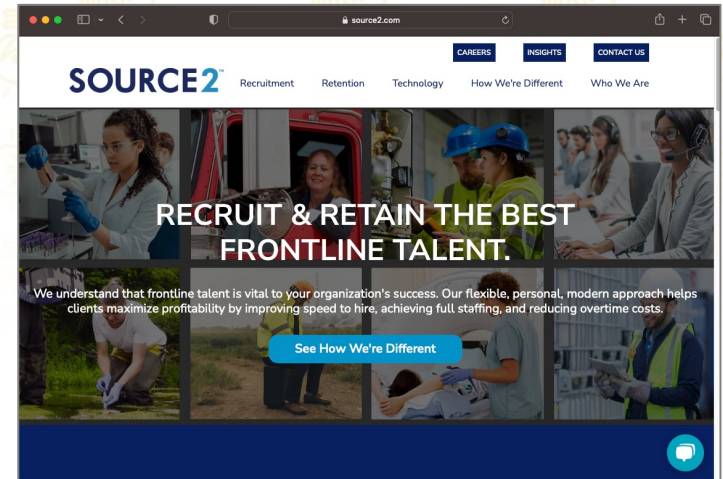 source2.com
CAREERS INSIGHTS CONTACT US
SOURCE2™ Recruitment Retention Technology How We're Different Who We Are
RECRUIT & RETAIN THE BEST
FRONTLINE TALENT.
We understand that frontline talent is vital to your organization's success. Our flexible, personal, modern approach helps
clients maximize profitability by improving speed to hire, achieving full staffing, and reducing overtime costs.
See How We're Different